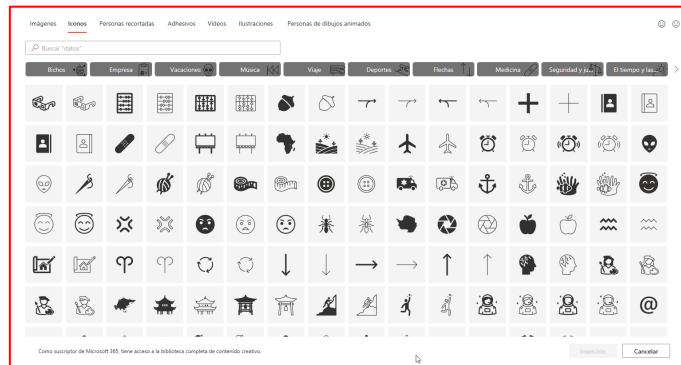 Imágenes Iconos Personas recortadas Adhesivos Vídeos Ilustraciones Personas de dibujos animados
Buscar "datos"
Bichos Empresa Vacaciones Música Viaje Deportes Flechas Medicina Seguridad y ju... El tiempo y las...
Como suscriptor de Microsoft 365, tiene acceso a la biblioteca completa de contenido creativo.
Cancelar